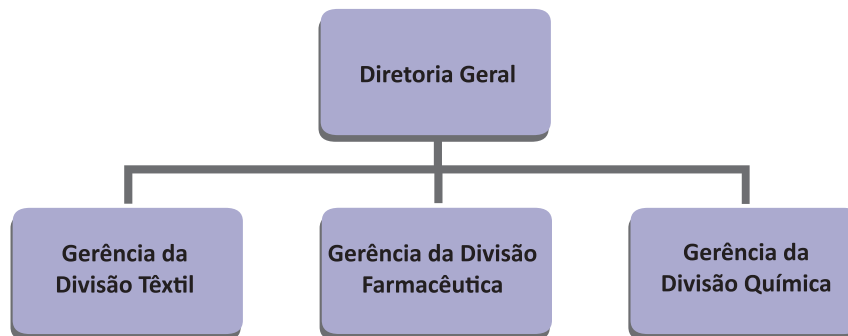 Diretoria Geral
Gerência da
Divisão Têxtil
Gerência da Divisão
Farmacêutica
Gerência da
Divisão Química